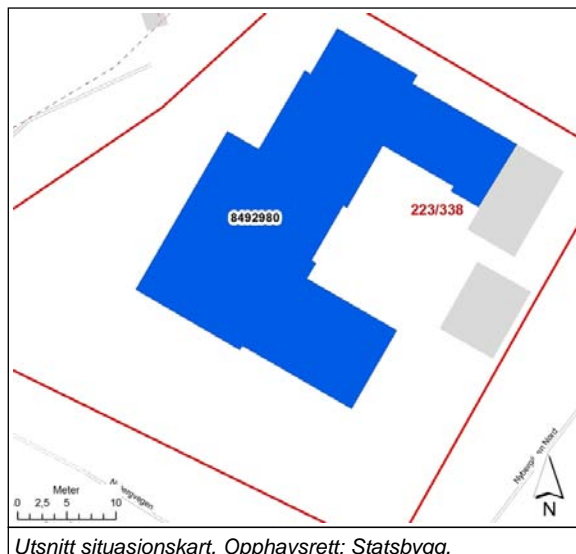 8492980
223/338
Meter
0 2,5 5 10
N
Utsnitt situasjonskart. Opphavsrett: Statsbygg.